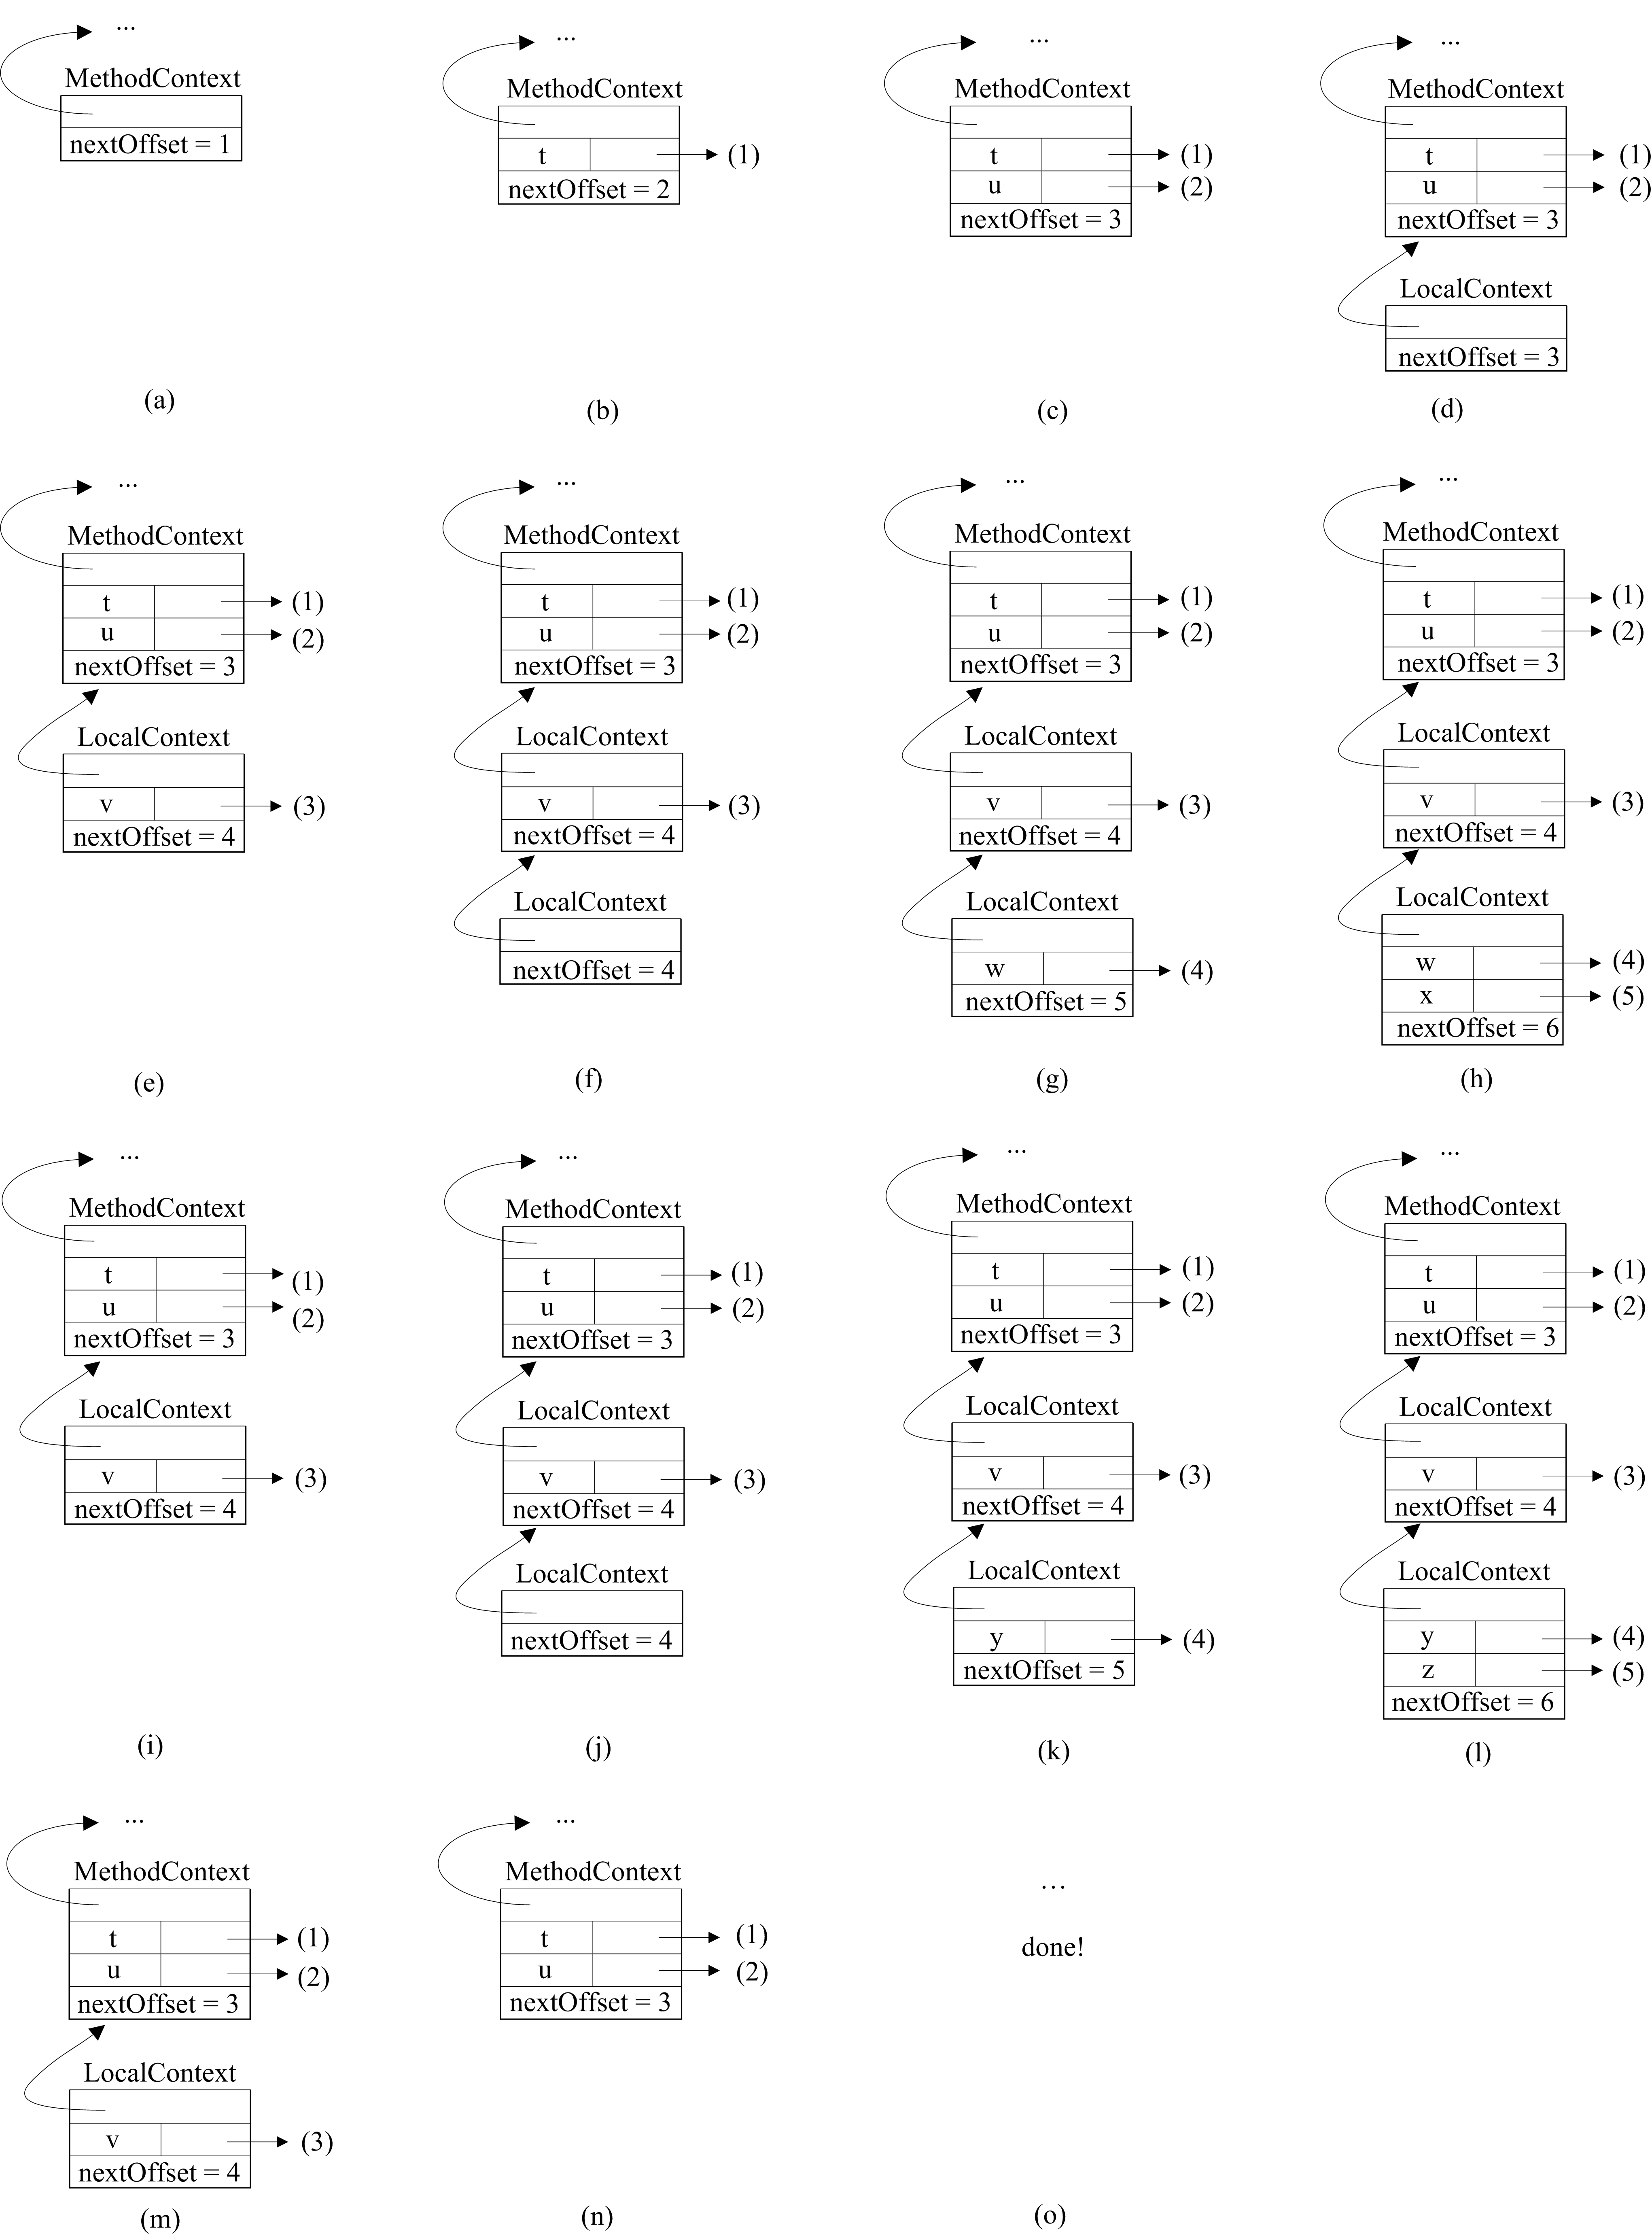 ...
MethodContext
nextOffset = 1
(a)
...
MethodContext
t (1)
nextOffset = 2
(b)
...
MethodContext
t (1)
u (2)
nextOffset = 3
(c)
...
MethodContext
t (1)
u (2)
nextOffset = 3
LocalContext
nextOffset = 3
(d)
...
MethodContext
t (1)
u (2)
nextOffset = 3
LocalContext
v (3)
nextOffset = 4
(e)
...
MethodContext
t (1)
u (2)
nextOffset = 3
LocalContext
v (3)
nextOffset = 4
LocalContext
nextOffset = 4
(f)
...
MethodContext
t (1)
u (2)
nextOffset = 3
LocalContext
v (3)
nextOffset = 4
LocalContext
w (4)
nextOffset = 5
(g)
...
MethodContext
t (1)
u (2)
nextOffset = 3
LocalContext
v (3)
nextOffset = 4
LocalContext
w (4)
x (5)
nextOffset = 6
(h)
...
MethodContext
t (1)
u (2)
nextOffset = 3
LocalContext
v (3)
nextOffset = 4
(i)
...
MethodContext
t (1)
u (2)
nextOffset = 3
LocalContext
v (3)
nextOffset = 4
LocalContext
nextOffset = 4
(j)
...
MethodContext
t (1)
u (2)
nextOffset = 3
LocalContext
v (3)
nextOffset = 4
LocalContext
y (4)
nextOffset = 5
(k)
...
MethodContext
t (1)
u (2)
nextOffset = 3
LocalContext
v (3)
nextOffset = 4
LocalContext
y (4)
z (5)
nextOffset = 6
(l)
...
MethodContext
t (1)
u (2)
nextOffset = 3
LocalContext
v (3)
nextOffset = 4
(m)
...
MethodContext
t (1)
u (2)
nextOffset = 3
(n)
...
done!
(o)